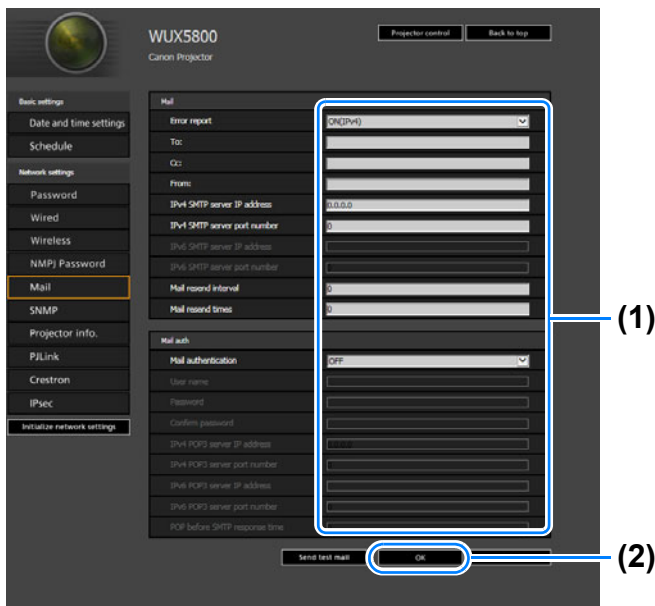 WUX5800
Canon Projector
Projector control
Back to top
Basic settings
Date and time settings
Schedule
Network settings
Password
Wired
Wireless
NMPJ Password
Mail
SNMP
Projector info.
PJLink
Crestron
IPsec
Initialize network settings
Mail
Error report ON(IPv4)
To:
Cc:
From:
IPv4 SMTP server IP address 0.0.0.0
IPv4 SMTP server port number 0
IPv6 SMTP server IP address
IPv6 SMTP server port number
Mail resend interval 0
Mail resend times 0
Mail auth
Mail authentication OFF
User name
Password
Confirm password
IPv4 POP3 server IP address 0.0.0.0
IPv4 POP3 server port number
IPv6 POP3 server IP address
IPv6 POP3 server port number
POP before SMTP response time
Send test mail
OK
(1)
(2)